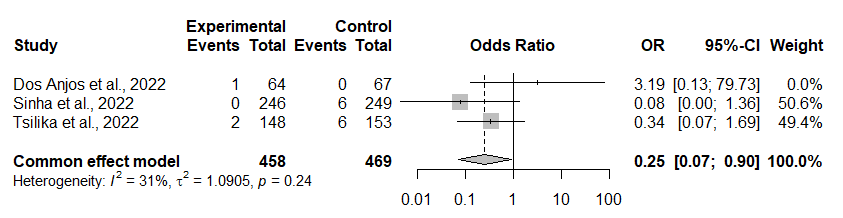 Experimental Control
Study Events Total Events Total Odds Ratio OR 95%-CI Weight
Dos Anjos et al., 2022 1 64 0 67 3.19 [0.13; 79.73] 0.0%
Sinha et al., 2022 0 246 6 249 0.08 [0.00; 1.36] 50.6%
Tsilika et al., 2022 2 148 6 153 0.34 [0.07; 1.69] 49.4%
Common effect model 458 469 0.25 [0.07; 0.90] 100.0%
Heterogeneity: I² = 31%, τ² = 1.0905, p = 0.24
0.01 0.1 1 10 100